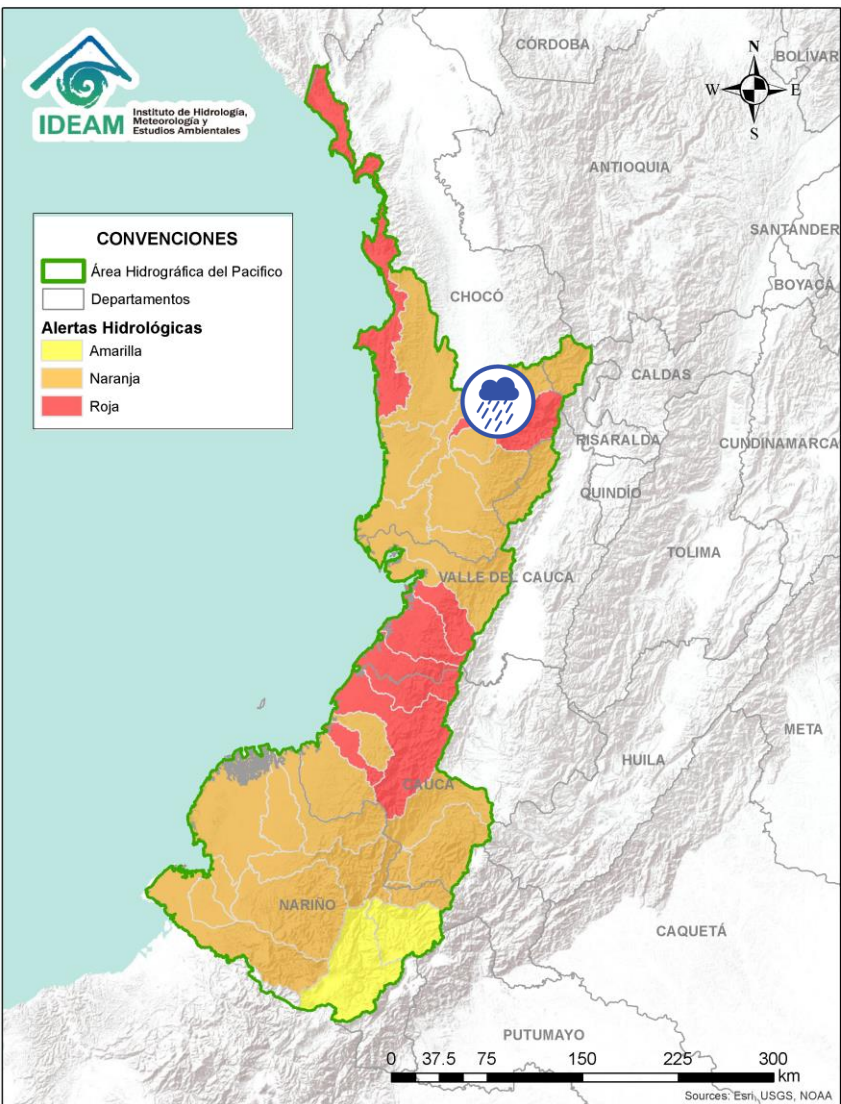 IDEAM
Instituto de Hidrología,
Meteorología y
Estudios Ambientales
CÓRDOBA
BOLÍVAR
N
W
E
S
ANTIOQUIA
SANTANDER
BOYACÁ
CHOCÓ
CALDAS
RISARALDA
CUNDINAMARCA
QUINDÍO
TOLIMA
VALLE DEL CAUCA
META
HUILA
CAUCA
NARIÑO
CAQUETÁ
PUTUMAYO
CONVENCIONES
Área Hidrográfica del Pacifico
Departamentos
Alertas Hidrológicas
Amarilla
Naranja
Roja
0 37.5 75 150 225 300
km
Sources: Esri, USGS, NOAA